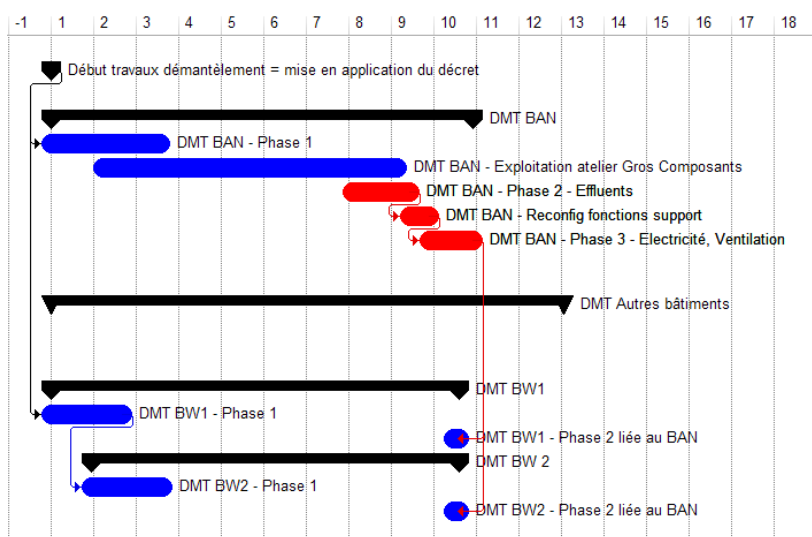 -1 1 2 3 4 5 6 7 8 9 10 11 12 13 14 15 16 17 18
Début travaux démantèlement = mise en application du décret
DMT BAN
DMT BAN - Phase 1
DMT BAN - Exploitation atelier Gros Composants
DMT BAN - Phase 2 - Effluents
DMT BAN - Reconfig fonctions support
DMT BAN - Phase 3 - Electricité, Ventilation
DMT Autres bâtiments
DMT BW1
DMT BW1 - Phase 1
DMT BW1 - Phase 2 liée au BAN
DMT BW 2
DMT BW2 - Phase 1
DMT BW2 - Phase 2 liée au BAN